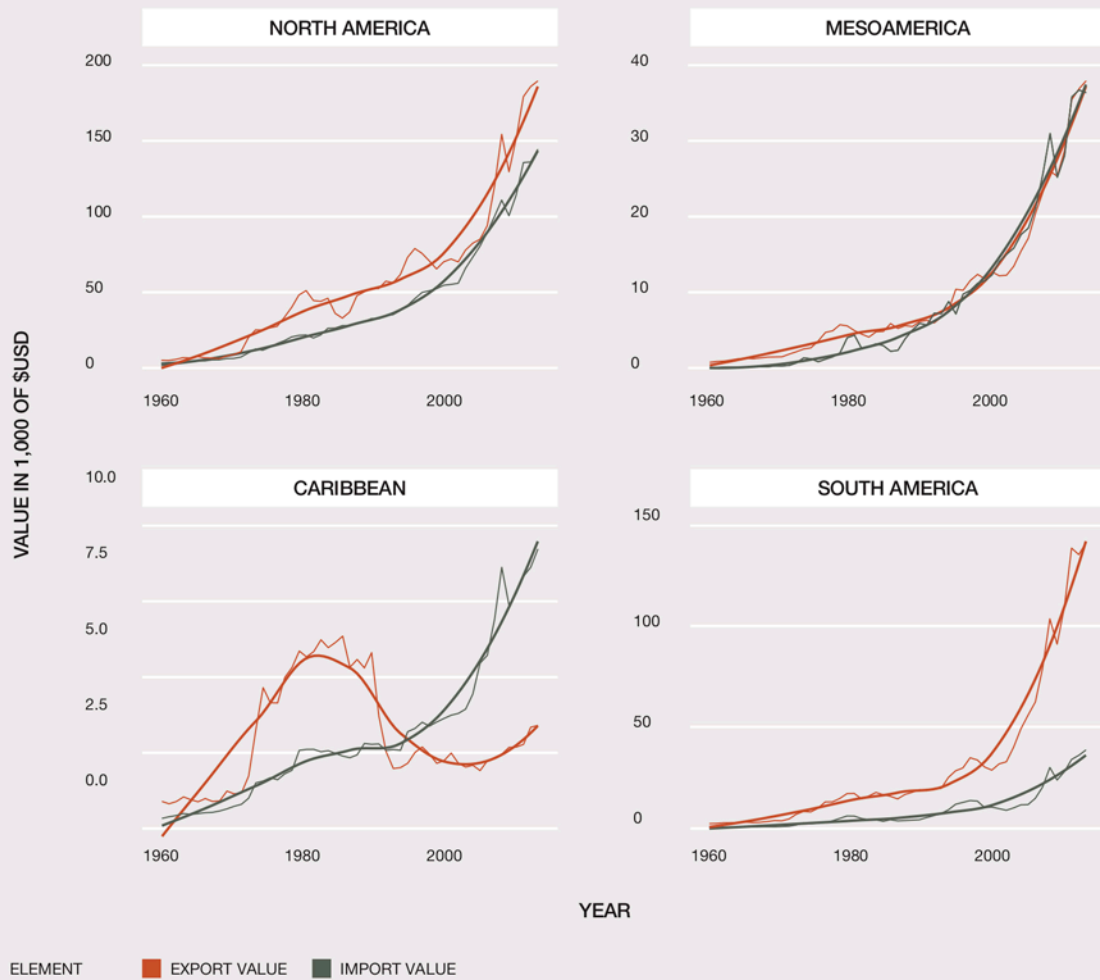 NORTH AMERICA
200
150
100
50
0
1960 1980 2000
MESOAMERICA
40
30
20
10
0
1960 1980 2000
VALUE IN 1,000 OF $USD
CARIBBEAN
10.0
7.5
5.0
2.5
0.0
1960 1980 2000
SOUTH AMERICA
150
100
50
0
1960 1980 2000
YEAR
ELEMENT EXPORT VALUE IMPORT VALUE